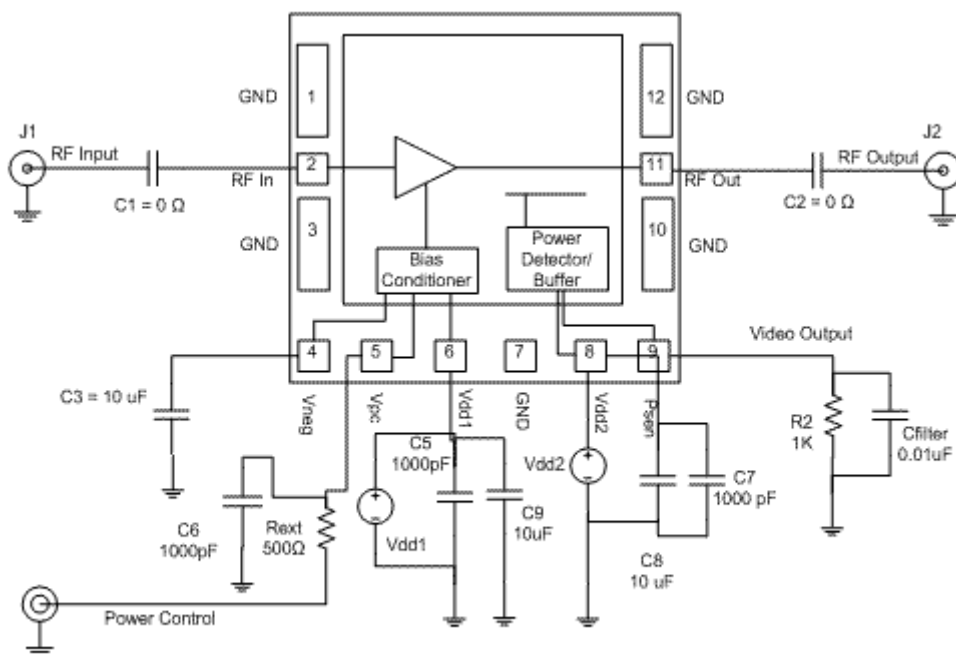 1
12
GND
GND
J1
J2
RF Input
RF Output
2
11
RF In
RF Out
C1 = 0 Ω
C2 = 0 Ω
3
10
GND
GND
Bias
Conditioner
Power
Detector/
Buffer
Video Output
4
5
6
7
8
9
Vneg
Vpc
Vdd1
GND
Vdd2
Psen
C3 = 10 uF
C5
1000pF
Vdd2
C7
1000 pF
R2
1K
Cfilter
0.01uF
C9
10uF
C6
1000pF
Rext
500Ω
Vdd1
C8
10 uF
Power Control